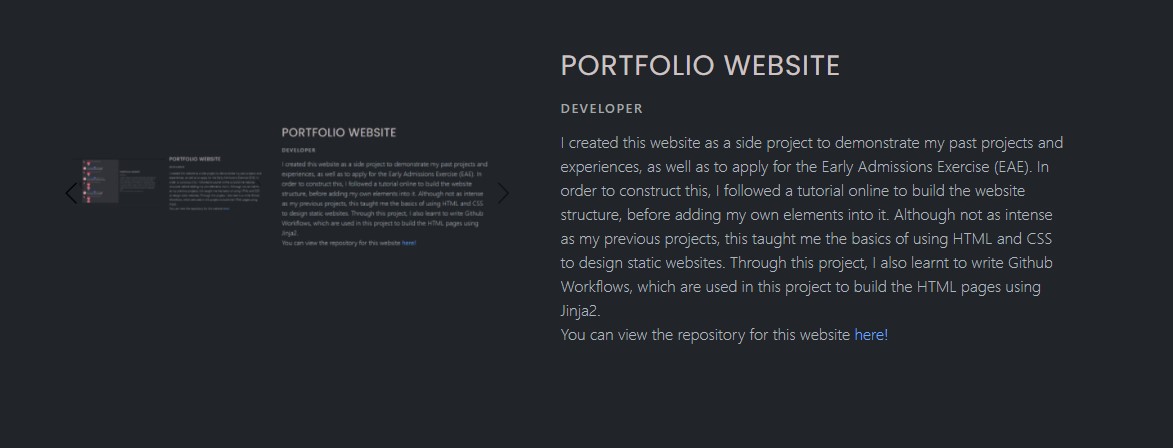 PORTFOLIO WEBSITE
DEVELOPER
I created this website as a side project to demonstrate my past projects and
experiences, as well as to apply for the Early Admissions Exercise (EAE). In
order to construct this, I followed a tutorial online to build the website
structure, before adding my own elements into it. Although not as intense
as my previous projects, this taught me the basics of using HTML and CSS
to design static websites. Through this project, I also learnt to write Github
Workflows, which are used in this project to build the HTML pages using
Jinja2.
You can view the repository for this website here!
PORTFOLIO WEBSITE
PORTFOLIO WEBSITE
DEVELOPER
I created this website as a side project to demonstrate my past projects and
experiences, as well as to apply for the Early Admissions Exercise (EAE). In
order to construct this, I followed a tutorial online to build the website
structure, before adding my own elements into it. Although not as intense
as my previous projects, this taught me the basics of using HTML and CSS
to design static websites. Through this project, I also learnt to write Github
Workflows, which are used in this project to build the HTML pages using
Jinja2.
You can view the repository for this website here!